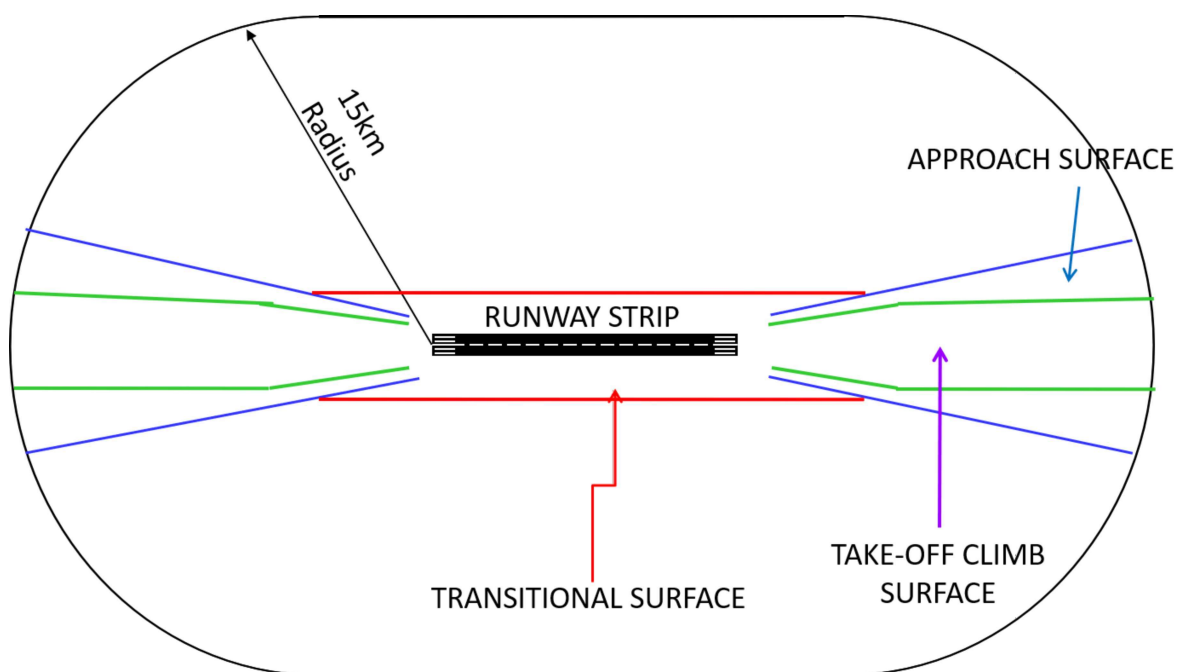 15km
Radius
APPROACH SURFACE
RUNWAY STRIP
TRANSITIONAL SURFACE
TAKE-OFF CLIMB
SURFACE